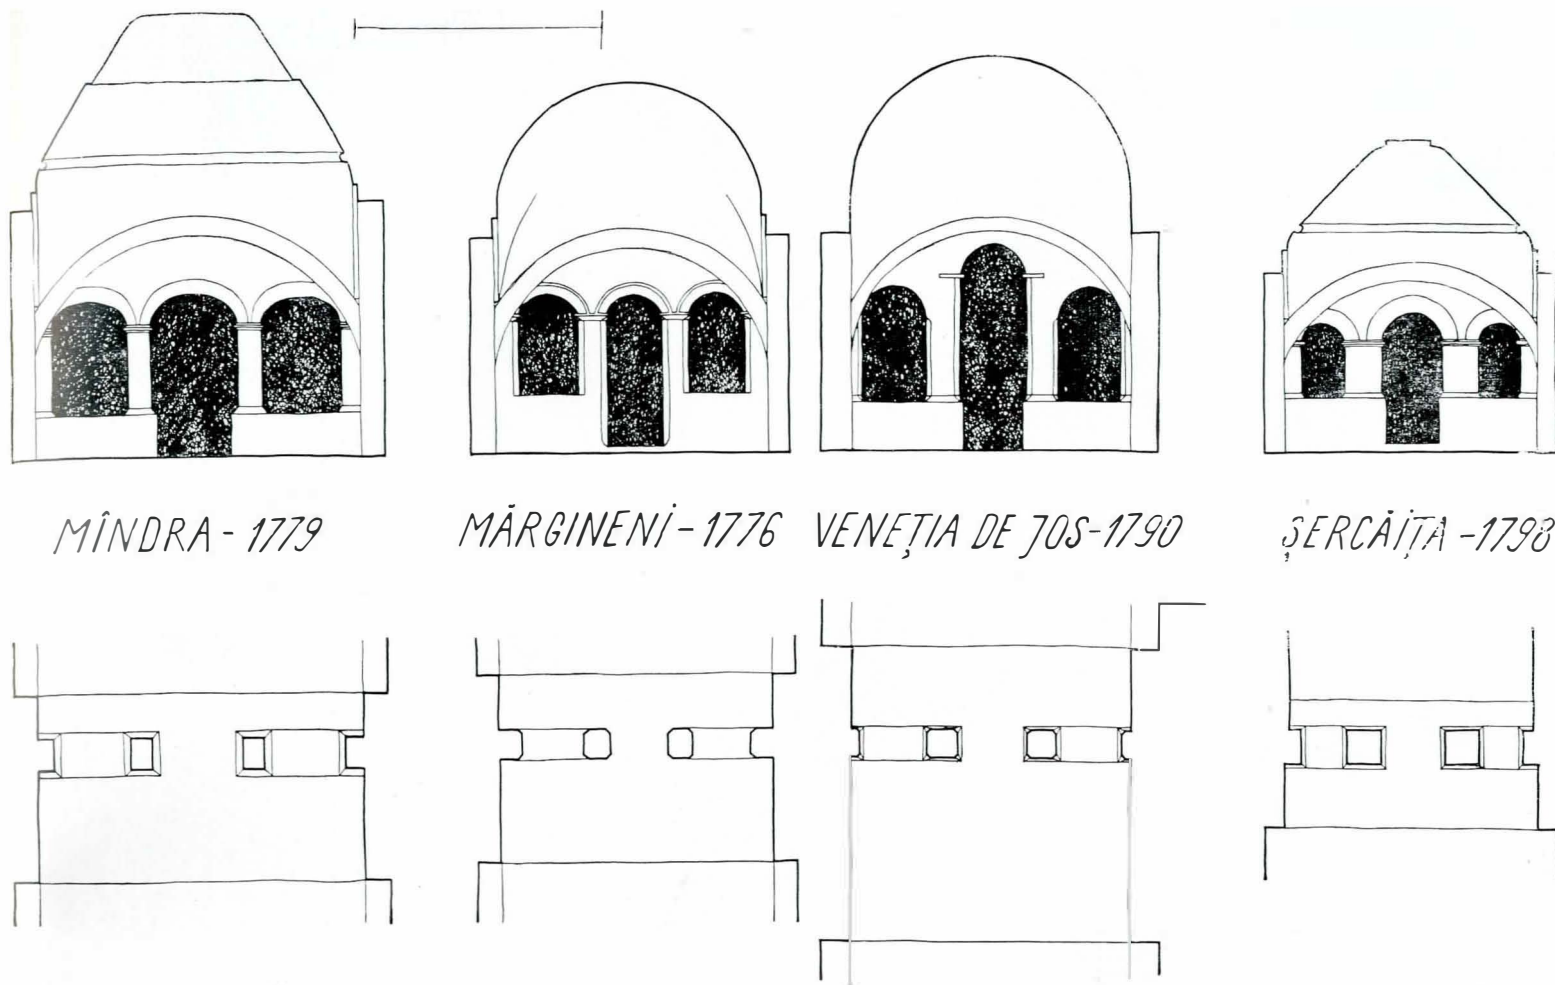 MÎNDRA - 1779
MĂRGINENI - 1776
VENEȚIA DE JOS - 1790
ȘERCĂIȚA - 1798